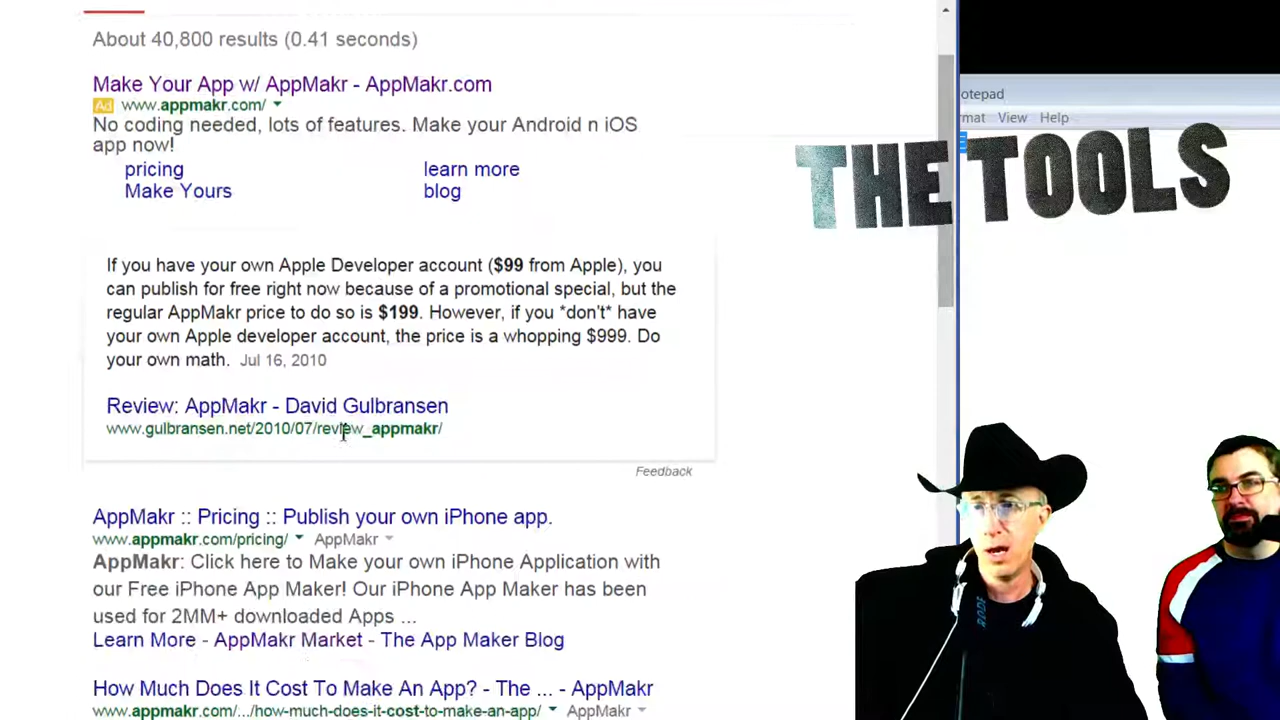 About 40,800 results (0.41 seconds)
Make Your App w/ AppMakr - AppMakr.com
Ad www.appmakr.com/
No coding needed, lots of features. Make your Android n iOS
app now!
pricing learn more
Make Yours blog
If you have your own Apple Developer account ($99 from Apple), you
can publish for free right now because of a promotional special, but the
regular AppMakr price to do so is $199. However, if you *don't* have
your own Apple developer account, the price is a whopping $999. Do
your own math. Jul 16, 2010
Review: AppMakr - David Gulbransen
www.gulbransen.net/2010/07/review_appmakr/
Feedback
AppMakr :: Pricing :: Publish your own iPhone app.
www.appmakr.com/pricing/ AppMakr
AppMakr: Click here to Make your own iPhone Application with
our Free iPhone App Maker! Our iPhone App Maker has been
used for 2MM+ downloaded Apps ...
Learn More - AppMakr Market - The App Maker Blog
How Much Does It Cost To Make An App? - The ... - AppMakr
www.appmakr.com/.../how-much-does-it-cost-to-make-an-app/ AppMakr
otepad
rmat View Help
THE TOOLS
RODE